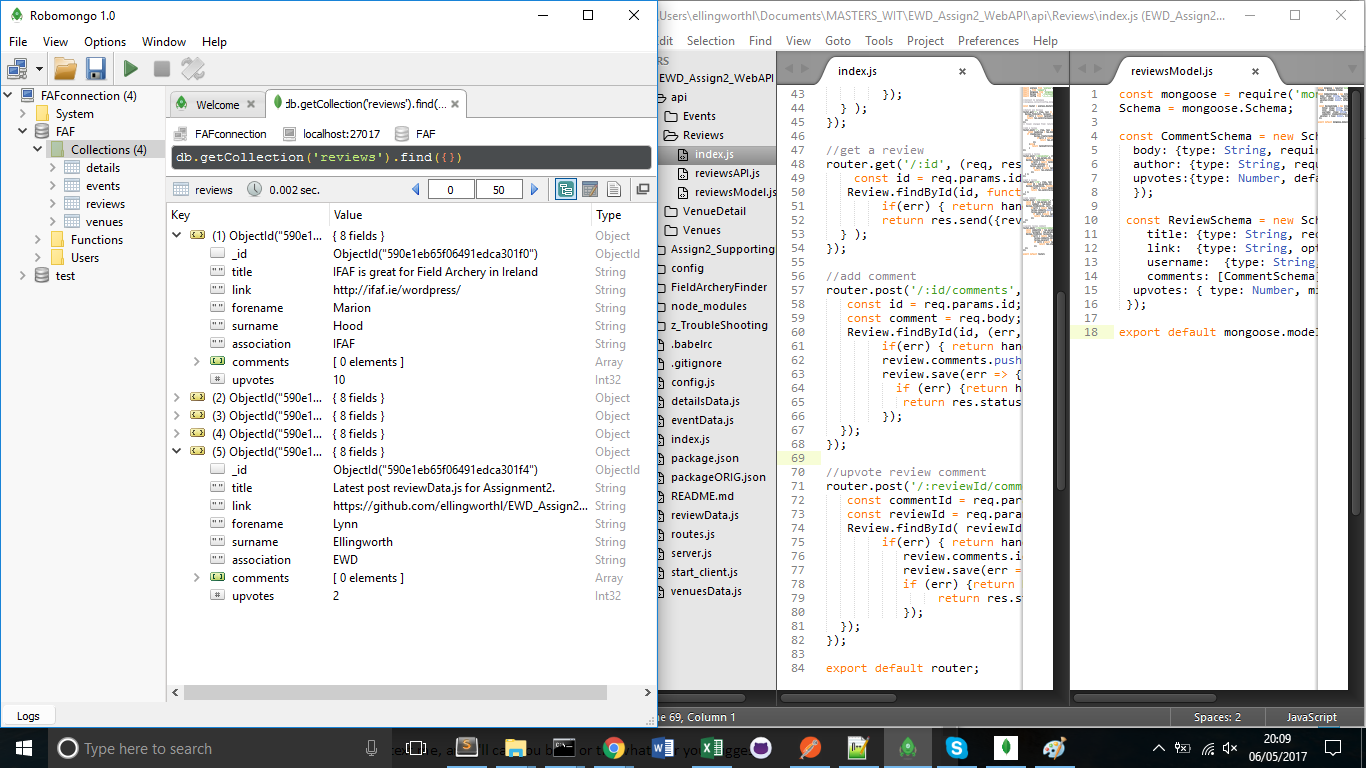 Robomongo 1.0
File View Options Window Help
FAFconnection (4)
System
FAF
Collections (4)
details
events
reviews
venues
Functions
Users
test
Welcome
db.getCollection('reviews').find(...
FAFconnection localhost:27017 FAF
db.getCollection('reviews').find({})
reviews 0.002 sec. 0 50
Key Value Type
(1) ObjectId("590e1... { 8 fields } Object
_id ObjectId("590e1eb65f06491edca301f0") ObjectId
title IFAF is great for Field Archery in Ireland String
link http://ifaf.ie/wordpress/ String
forename Marion String
surname Hood String
association IFAF String
comments [ 0 elements ] Array
upvotes 10 Int32
(2) ObjectId("590e1... { 8 fields } Object
(3) ObjectId("590e1... { 8 fields } Object
(4) ObjectId("590e1... { 8 fields } Object
(5) ObjectId("590e1... { 8 fields } Object
_id ObjectId("590e1eb65f06491edca301f4") ObjectId
title Latest post reviewData.js for Assignment2. String
link https://github.com/ellingworthl/EWD_Assign2... String
forename Lynn String
surname Ellingworth String
association EWD String
comments [ 0 elements ] Array
upvotes 2 Int32
Logs
Users\ellingworthl\Documents\MASTERS_WIT\EWD_Assign2_WebAPI\api\Reviews\index.js (EWD_Assign2...
dit Selection Find View Goto Tools Project Preferences Help
RS
EWD_Assign2_WebAPI
api
Events
Reviews
index.js
reviewsAPI.js
reviewsModel.js
VenueDetail
Venues
Assign2_Supporting
config
FieldArcheryFinder
node_modules
z_TroubleShooting
.babelrc
.gitignore
config.js
detailsData.js
eventData.js
index.js
package.json
packageORIG.json
README.md
reviewData.js
routes.js
server.js
start_client.js
venuesData.js
index.js
43 });
44 } );
45 });
46
47 //get a review
48 router.get('/:id', (req, res
49 const id = req.params.id
50 Review.findById(id, funct
51 if(err) { return han
52 return res.send({rev
53 } );
54 });
55
56 //add comment
57 router.post('/:id/comments',
58 const id = req.params.id;
59 const comment = req.body;
60 Review.findById(id, (err,
61 if(err) { return han
62 review.comments.push
63 review.save(err => {
64 if (err) {return h
65 return res.status
66 });
67 });
68 });
69
70 //upvote review comment
71 router.post('/:reviewId/comm
72 const commentId = req.par
73 const reviewId = req.para
74 Review.findById( reviewId
75 if(err) { return han
76 review.comments.i
77 review.save(err =
78 if (err) {return
79 return res.s
80 });
81 });
82 });
83
84 export default router;
reviewsModel.js
1 const mongoose = require('mo
2 Schema = mongoose.Schema;
3
4 const CommentSchema = new Sc
5 body: {type: String, requi
6 author: {type: String, req
7 upvotes:{type: Number, defa
8 });
9
10 const ReviewSchema = new Sch
11 title: {type: String, req
12 link: {type: String, opt
13 username: {type: String,
14 comments: [CommentSchema]
15 upvotes: { type: Number, mi
16 });
17
18 export default mongoose.model
ne 69, Column 1 Spaces: 2 JavaScript
Type here to search
20:09
06/05/2017